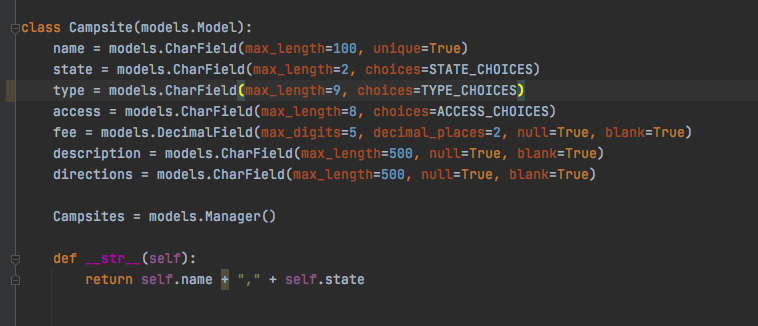 class Campsite(models.Model):
    name = models.CharField(max_length=100, unique=True)
    state = models.CharField(max_length=2, choices=STATE_CHOICES)
    type = models.CharField(max_length=9, choices=TYPE_CHOICES)
    access = models.CharField(max_length=8, choices=ACCESS_CHOICES)
    fee = models.DecimalField(max_digits=5, decimal_places=2, null=True, blank=True)
    description = models.CharField(max_length=500, null=True, blank=True)
    directions = models.CharField(max_length=500, null=True, blank=True)
    Campsites = models.Manager()
    def __str__(self):
        return self.name + "," + self.state